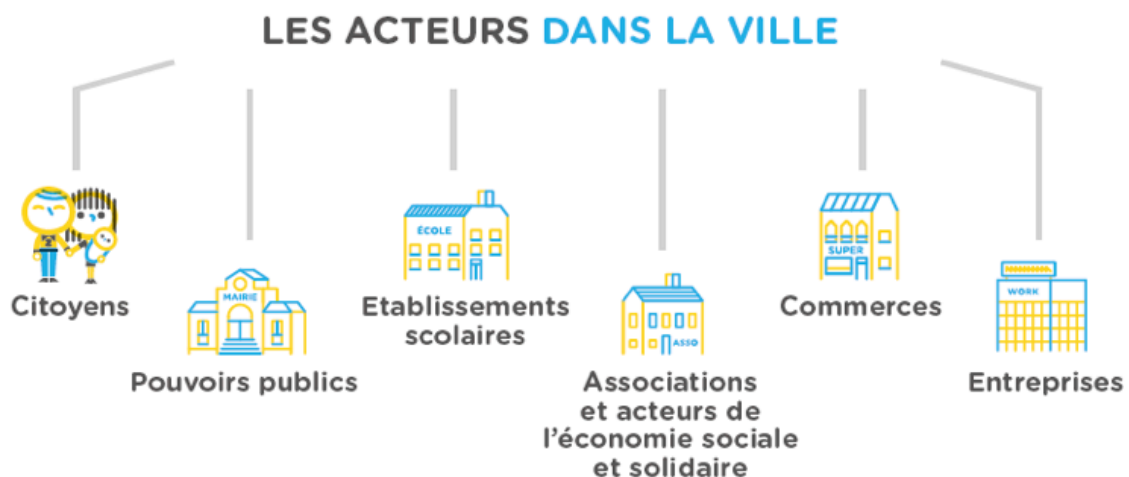 LES ACTEURS DANS LA VILLE
Citoyens
MAIRIE
Pouvoirs publics
ÉCOLE
Etablissements
scolaires
ASSO
Associations
et acteurs de
l'économie sociale
et solidaire
SUPER
Commerces
WORK
Entreprises